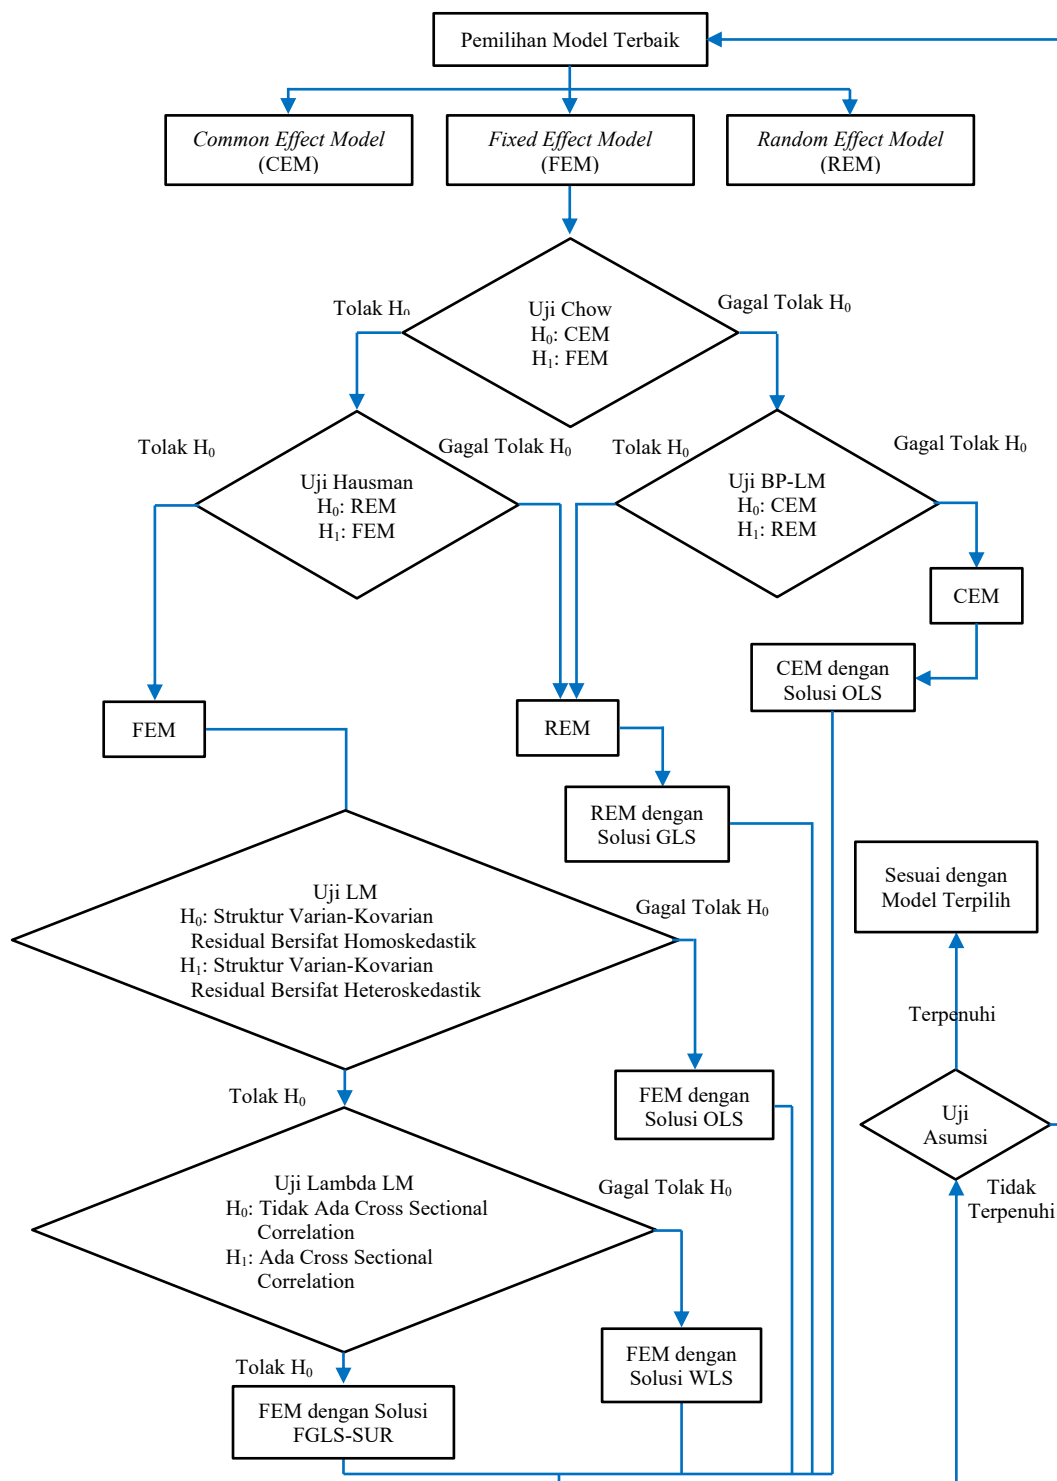 Pemilihan Model Terbaik
Common Effect Model
(CEM)
Fixed Effect Model
(FEM)
Random Effect Model
(REM)
Tolak H₀
Gagal Tolak H₀
Uji Chow
H₀: CEM
H₁: FEM
Tolak H₀
Gagal Tolak H₀
Uji Hausman
H₀: REM
H₁: FEM
Tolak H₀
Gagal Tolak H₀
Uji BP-LM
H₀: CEM
H₁: REM
CEM
CEM dengan
Solusi OLS
FEM
REM
REM dengan
Solusi GLS
Uji LM
H₀: Struktur Varian-Kovarian
Residual Bersifat Homoskedastik
H₁: Struktur Varian-Kovarian
Residual Bersifat Heteroskedastik
Gagal Tolak H₀
Sesuai dengan
Model Terpilih
Terpenuhi
Tolak H₀
FEM dengan
Solusi OLS
Uji
Asumsi
Tidak
Terpenuhi
Uji Lambda LM
H₀: Tidak Ada Cross Sectional
Correlation
H₁: Ada Cross Sectional
Correlation
Gagal Tolak H₀
Tolak H₀
FEM dengan
Solusi WLS
FEM dengan Solusi
FGLS-SUR